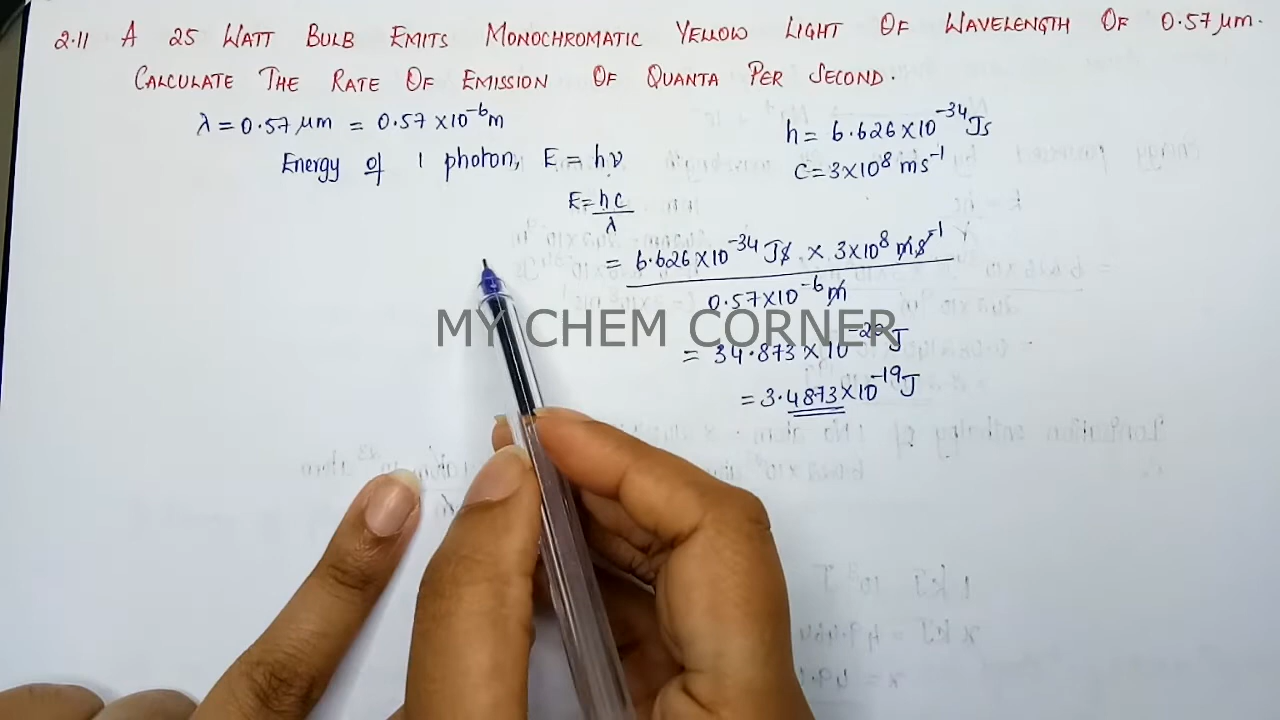 2.11 A 25 WATT BULB EMITS MONOCHROMATIC YELLOW LIGHT OF WAVELENGTH OF 0.57 μm.
CALCULATE THE RATE OF EMISSION OF QUANTA PER SECOND.
λ = 0.57 μm = 0.57 × 10⁻⁶ m
h = 6.626 × 10⁻³⁴ Js
Energy of 1 photon, E = hν
C = 3 × 10⁸ ms⁻¹
E = hc / λ
= 6.626 × 10⁻³⁴ Js × 3 × 10⁸ ms⁻¹
0.57 × 10⁻⁶ m
MY CHEM CORNER
= 34.873 × 10⁻²⁰ J
= 3.4873 × 10⁻¹⁹ J